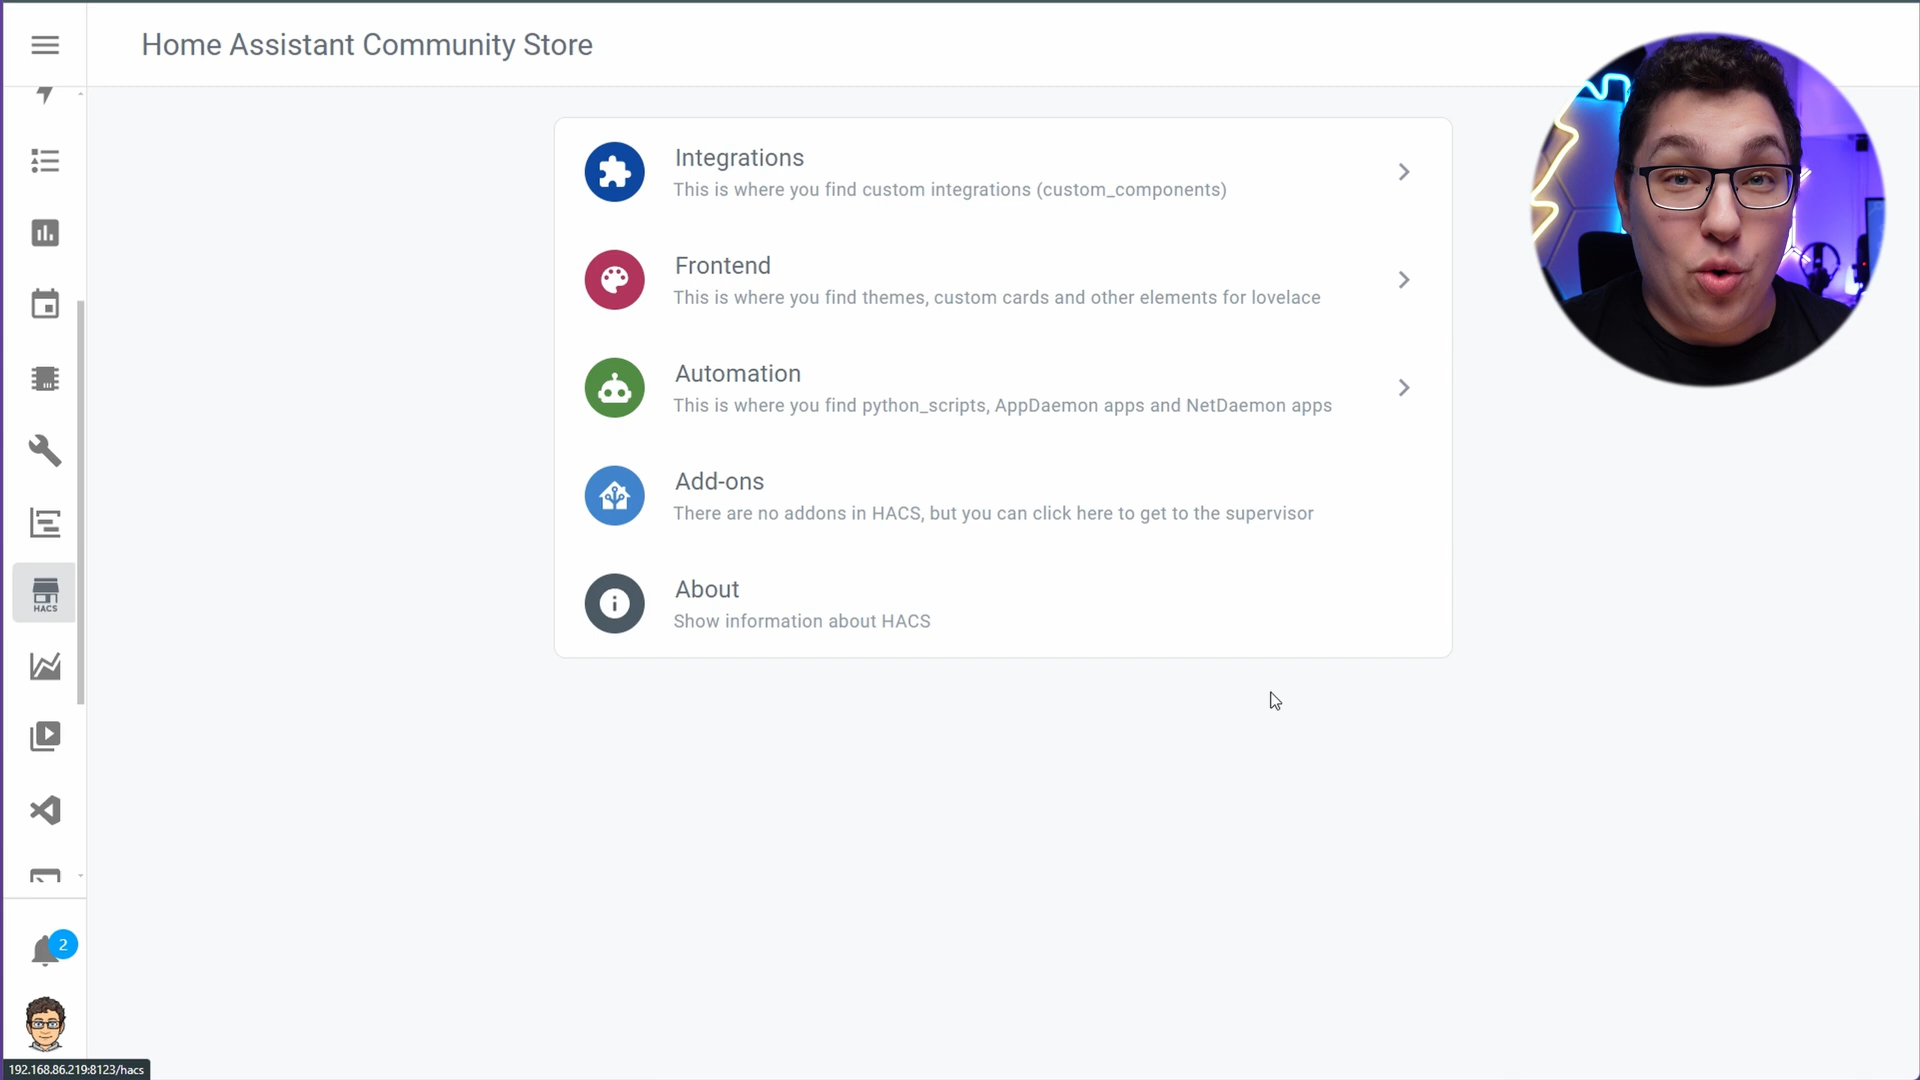 Home Assistant Community Store
Integrations
This is where you find custom integrations (custom_components)
Frontend
This is where you find themes, custom cards and other elements for lovelace
Automation
This is where you find python_scripts, AppDaemon apps and NetDaemon apps
Add-ons
There are no addons in HACS, but you can click here to get to the supervisor
About
Show information about HACS
HACS
2
192.168.86.219:8123/hacs